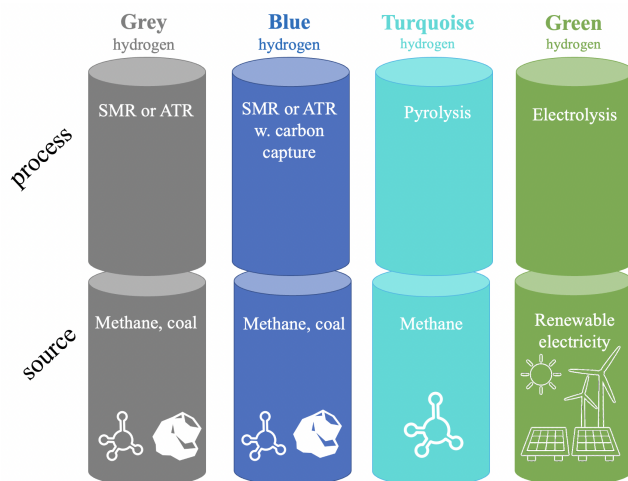 Grey
hydrogen
Blue
hydrogen
Turquoise
hydrogen
Green
hydrogen
process
SMR or ATR
SMR or ATR
w. carbon
capture
Pyrolysis
Electrolysis
source
Methane, coal
Methane, coal
Methane
Renewable
electricity